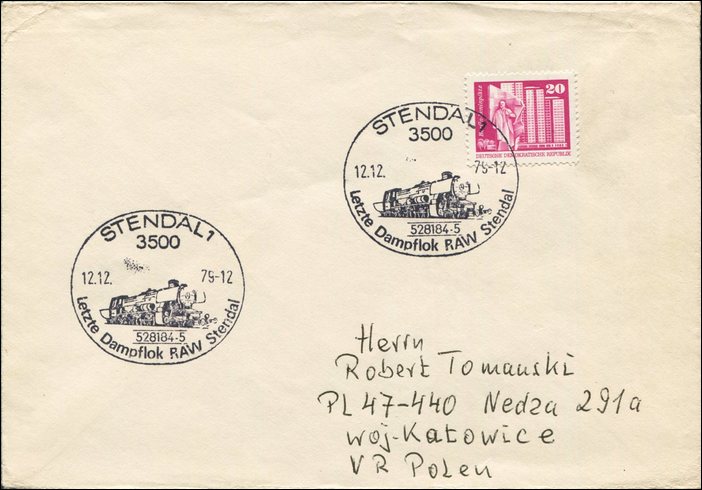 20
Leninplatz
DEUTSCHE DEMOKRATISCHE REPUBLIK
STENDAL 1
3500
12.12. 79-12
528184-5
Letzte Dampflok RAW Stendal
STENDAL 1
3500
12.12. 79-12
528184-5
Letzte Dampflok RAW Stendal
Herrn
Robert Tomanski
PL 47-440 Nedza 291a
woj-Katowice
VR Polen